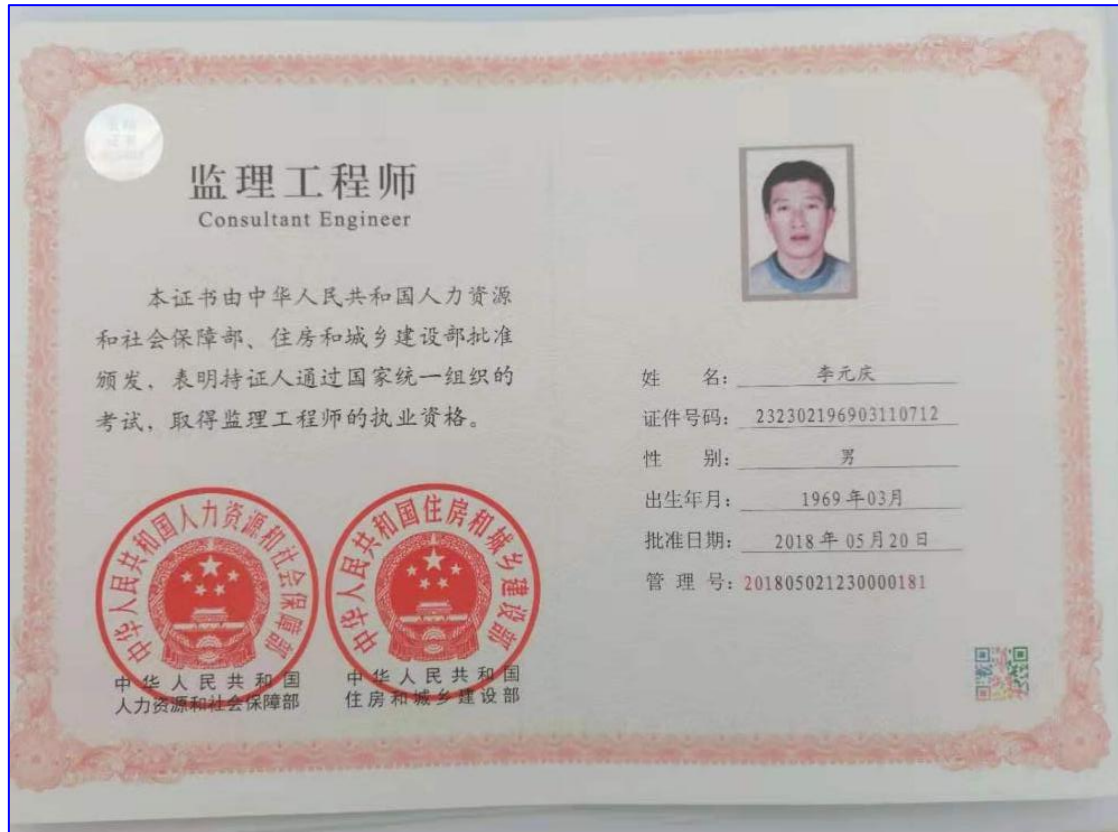 监理工程师
Consultant Engineer
本证书由中华人民共和国人力资源
和社会保障部、住房和城乡建设部批准
颁发，表明持证人通过国家统一组织的
考试，取得监理工程师的执业资格。
中华人民共和国人力资源和社会保障部
中华人民共和国
人力资源和社会保障部
中华人民共和国住房和城乡建设部
中华人民共和国
住房和城乡建设部
姓 名：李元庆
证件号码：232302196903110712
性 别：男
出生年月：1969年03月
批准日期：2018年05月20日
管 理 号：201805021230000181